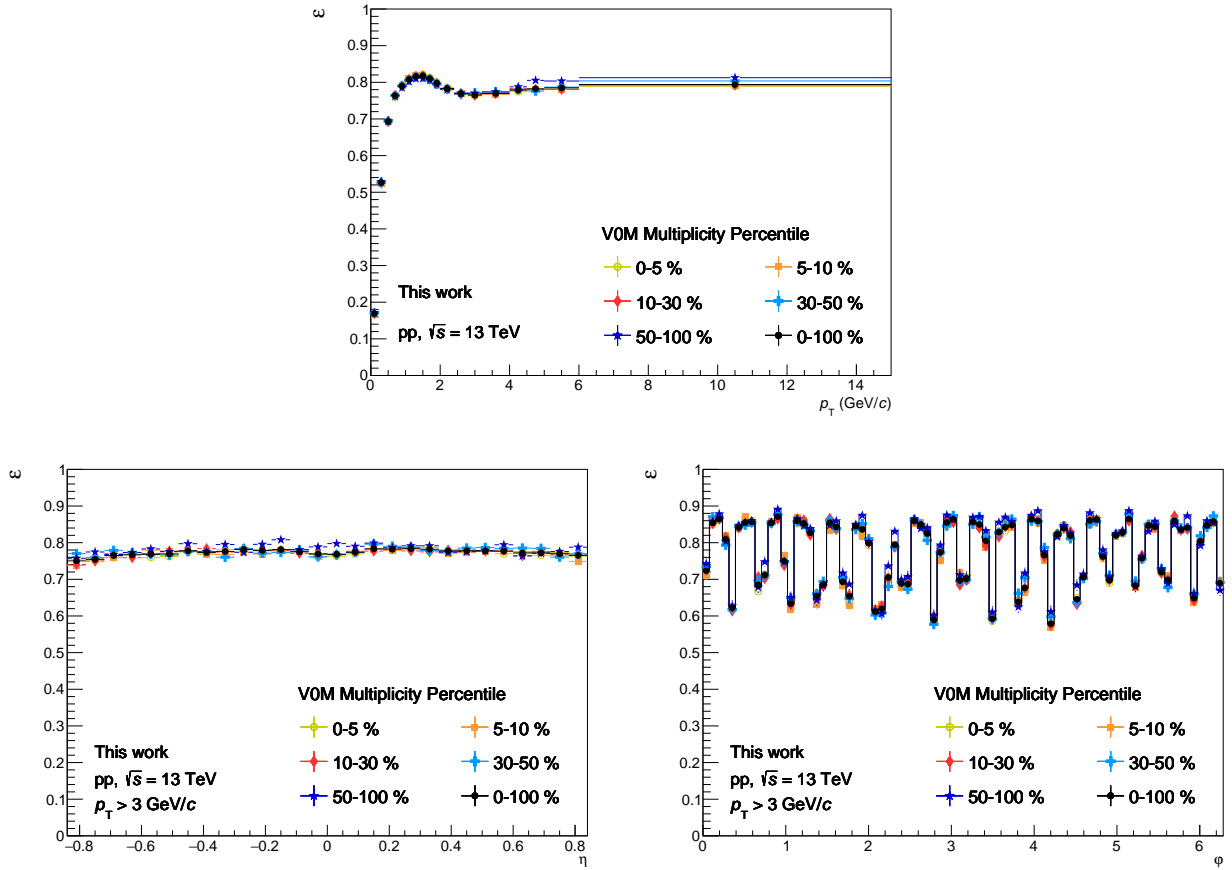 ε
1
0.9
0.8
0.7
0.6
0.5
0.4
0.3
0.2
0.1
0
V0M Multiplicity Percentile
0-5 % 5-10 %
10-30 % 30-50 %
50-100 % 0-100 %
This work
pp, √s = 13 TeV
0 2 4 6 8 10 12 14
p_T (GeV/c)
ε
1
0.9
0.8
0.7
0.6
0.5
0.4
0.3
0.2
0.1
0
V0M Multiplicity Percentile
0-5 % 5-10 %
10-30 % 30-50 %
50-100 % 0-100 %
This work
pp, √s = 13 TeV
p_T > 3 GeV/c
−0.8 −0.6 −0.4 −0.2 0 0.2 0.4 0.6 0.8
η
ε
1
0.9
0.8
0.7
0.6
0.5
0.4
0.3
0.2
0.1
0
V0M Multiplicity Percentile
0-5 % 5-10 %
10-30 % 30-50 %
50-100 % 0-100 %
This work
pp, √s = 13 TeV
p_T > 3 GeV/c
0 1 2 3 4 5 6
φ